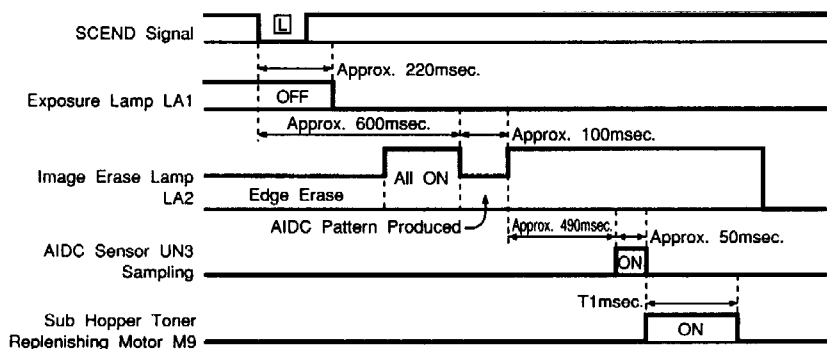 SCEND Signal
L
Approx. 220msec.
Exposure Lamp LA1
OFF
Approx. 600msec.
Approx. 100msec.
Image Erase Lamp
LA2
All ON
Edge Erase
AIDC Pattern Produced
Approx. 490msec.
Approx. 50msec.
AIDC Sensor UN3
Sampling
ON
T1msec.
Sub Hopper Toner
Replenishing Motor M9
ON